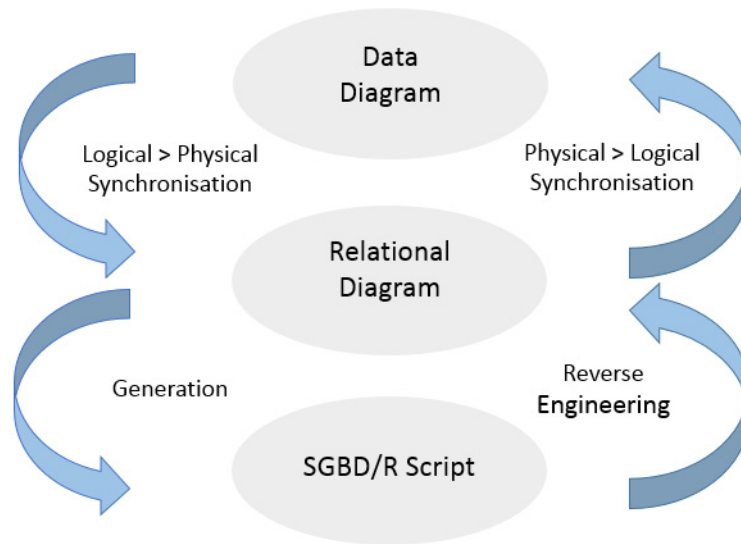 Data
Diagram
Logical > Physical
Synchronisation
Physical > Logical
Synchronisation
Relational
Diagram
Generation
Reverse
Engineering
SGBD/R Script